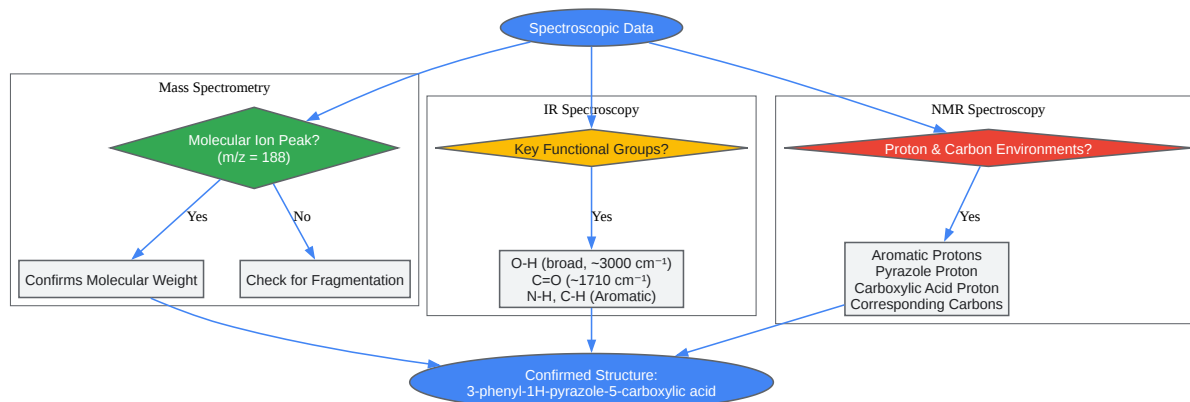 Spectroscopic Data
Mass Spectrometry
IR Spectroscopy
NMR Spectroscopy
Molecular Ion Peak?
(m/z = 188)
Key Functional Groups?
Proton & Carbon Environments?
Yes
No
Yes
Yes
Confirms Molecular Weight
Check for Fragmentation
O-H (broad, ~3000 cm⁻¹)
C=O (~1710 cm⁻¹)
N-H, C-H (Aromatic)
Aromatic Protons
Pyrazole Proton
Carboxylic Acid Proton
Corresponding Carbons
Confirmed Structure:
3-phenyl-1H-pyrazole-5-carboxylic acid